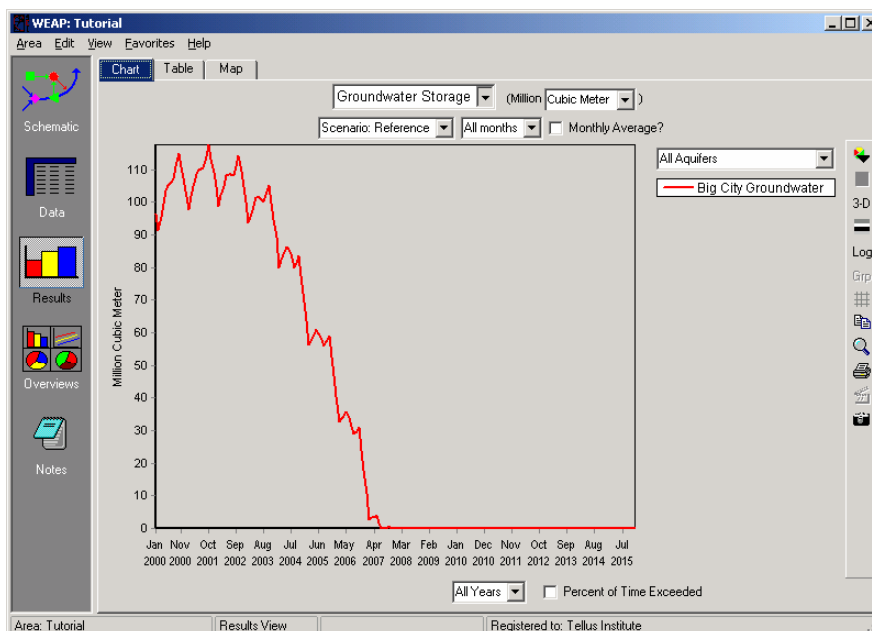 WEAP: Tutorial
Area Edit View Favorites Help
Chart Table Map
Groundwater Storage (Million Cubic Meter )
Scenario: Reference All months Monthly Average?
All Aquifers
Big City Groundwater
Schematic
Data
Results
Overviews
Notes
3-D
Log
Grp
Million Cubic Meter
110
100
90
80
70
60
50
40
30
20
10
0
Jan Nov Oct Sep Aug Jul Jun May Apr Mar Feb Jan Dec Nov Oct Sep Aug Jul
2000 2000 2001 2002 2003 2004 2005 2006 2007 2008 2009 2010 2010 2011 2012 2013 2014 2015
All Years Percent of Time Exceeded
Area: Tutorial Results View Registered to: Tellus Institute